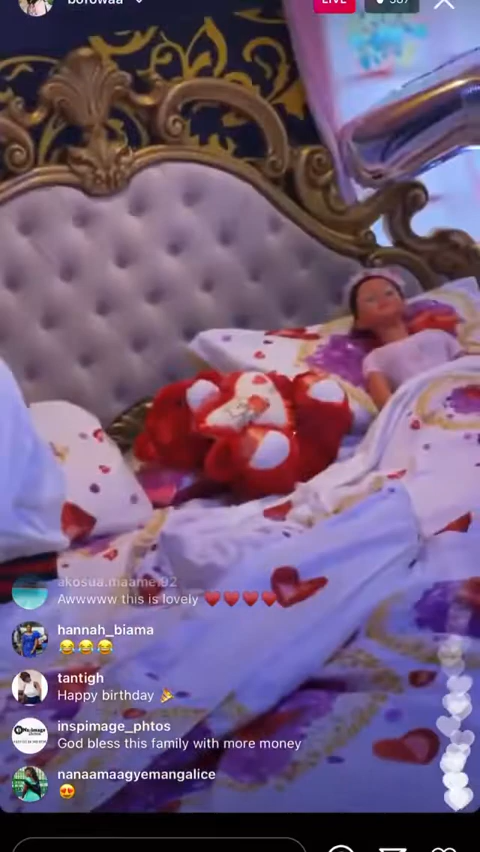 LIVE
akosua.maame.92
Awwwww this is lovely ♥️♥️♥️♥️
hannah_biama
😂😂😂
tantigh
Happy birthday 🎉
inspimage_phtos
God bless this family with more money
nanaamaagyemangalice
😍